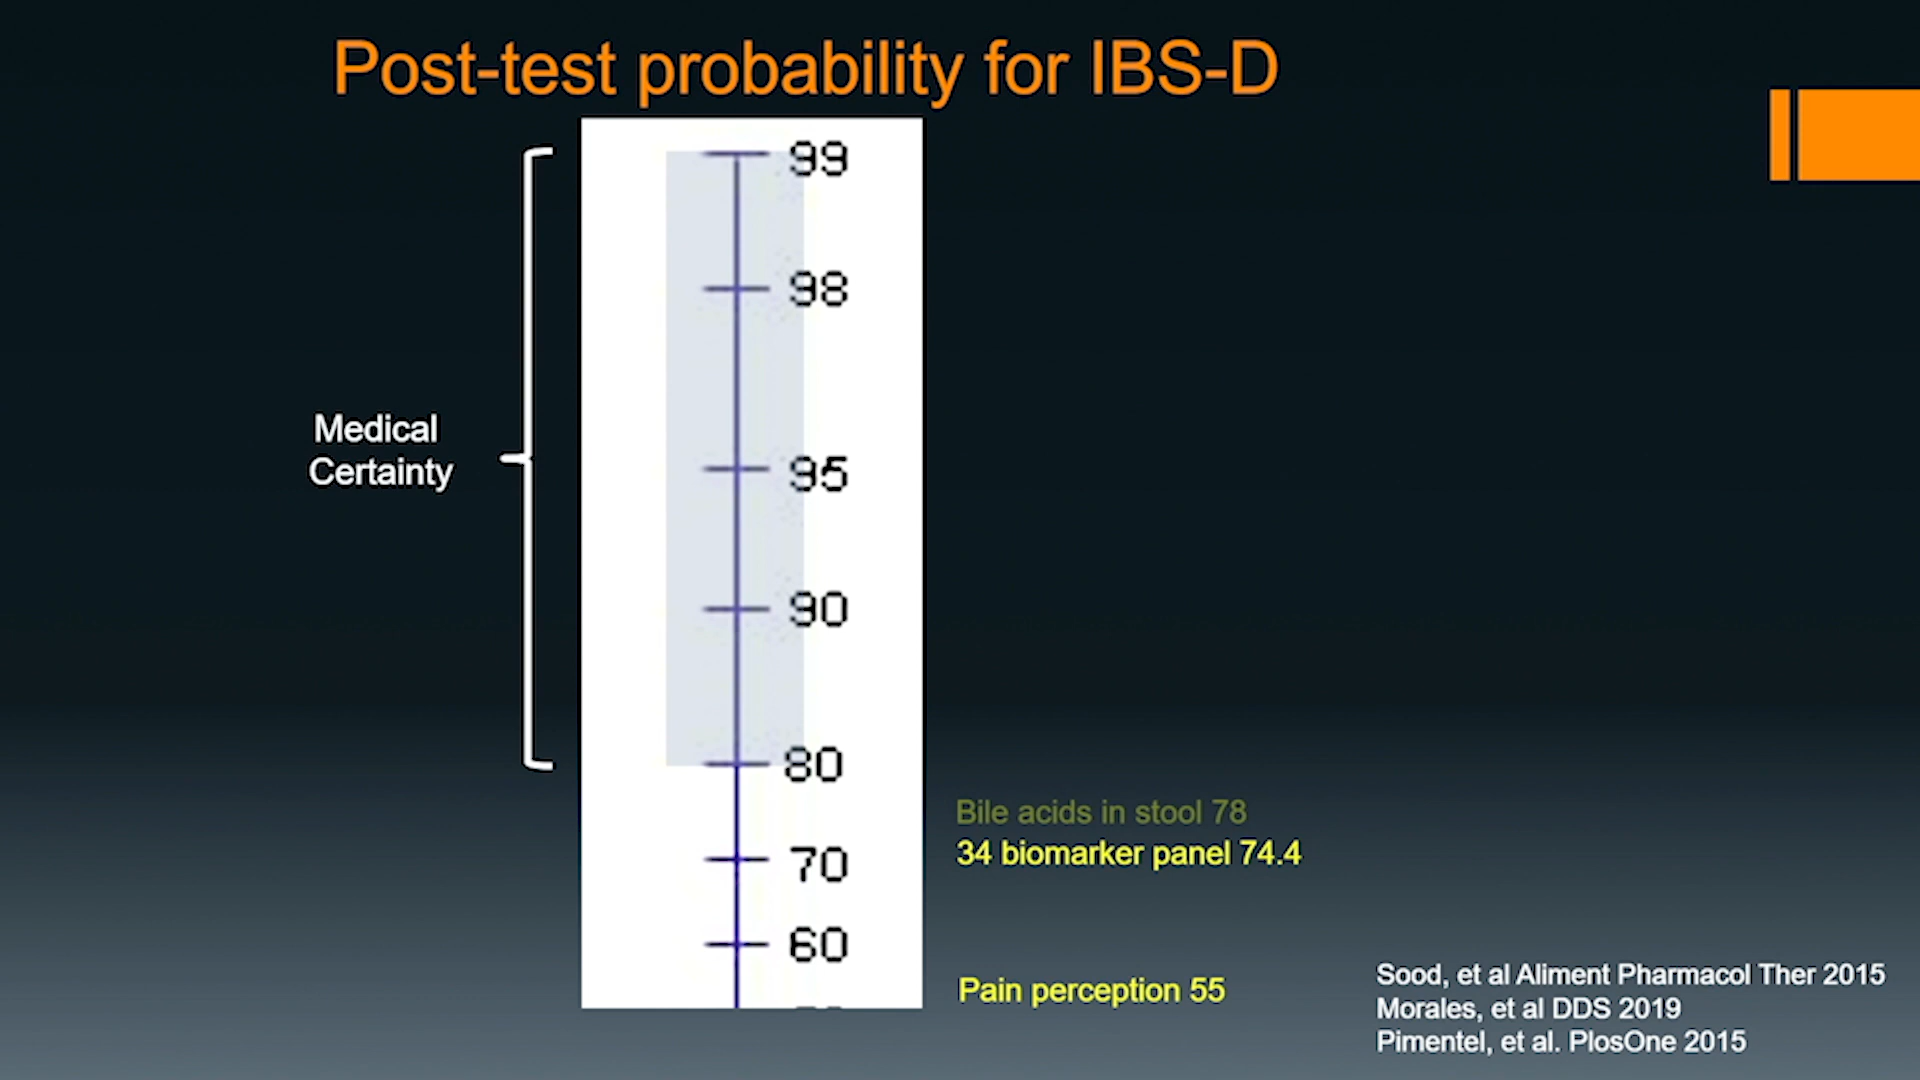 Post-test probability for IBS-D
99
98
Medical
Certainty
95
90
80
Bile acids in stool 78
34 biomarker panel 74.4
70
60
Pain perception 55
Sood, et al Aliment Pharmacol Ther 2015
Morales, et al DDS 2019
Pimentel, et al. PlosOne 2015